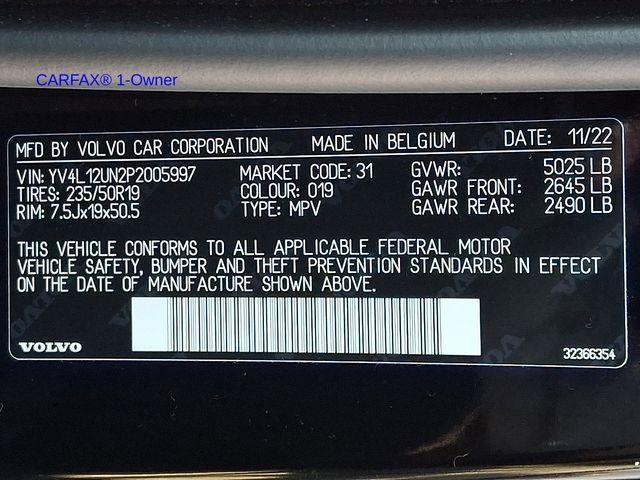 CARFAX® 1-Owner
MFD BY VOLVO CAR CORPORATION MADE IN BELGIUM DATE: 11/22
VIN: YV4L12UN2P2005997 MARKET CODE: 31 GVWR: 5025 LB
TIRES: 235/50R19 COLOUR: 019 GAWR FRONT: 2645 LB
RIM: 7.5Jx19x50.5 TYPE: MPV GAWR REAR: 2490 LB
THIS VEHICLE CONFORMS TO ALL APPLICABLE FEDERAL MOTOR
VEHICLE SAFETY, BUMPER AND THEFT PREVENTION STANDARDS IN EFFECT
ON THE DATE OF MANUFACTURE SHOWN ABOVE.
VOLVO 32366354